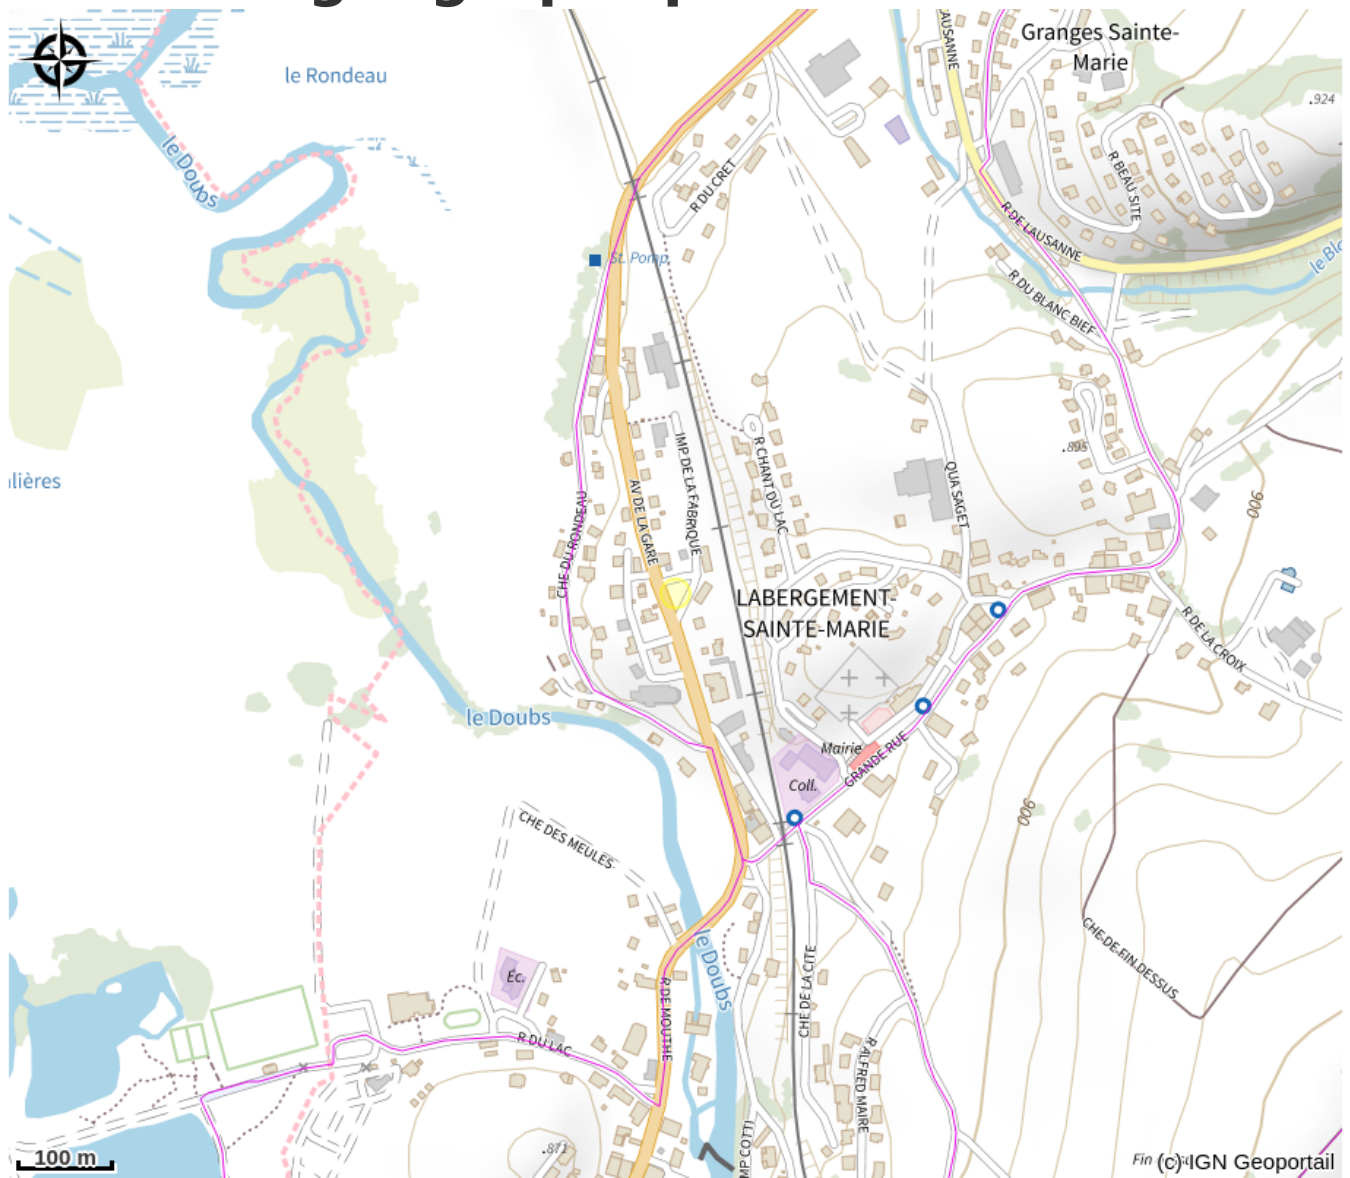 le Rondeau
Granges Sainte-
Marie
.924
LAUSANNE
le Doubs
R DU CRET
R BEAU SITE
R DE LAUSANNE
St. Pomp.
R DU BLANC BIEF
AV DE LA GARE
IMP DE LA FABRIQUE
R CHANT DU LAC
.895
QUA SAGET
900
CHE DU RONDEAU
LABERGEMENT-
SAINTE-MARIE
R DE LA CROIX
le Doubs
Mairie
GRANDE RUE
Coll.
900
CHE DES MEULES
CHE-DE-FIN DESSUS
le Doubs
Éc.
R DE MOUTHE
CHE DE LA CITE
R DU LAC
R ALFRED MAIRE
.871
100 m
(c) IGN Geoportail